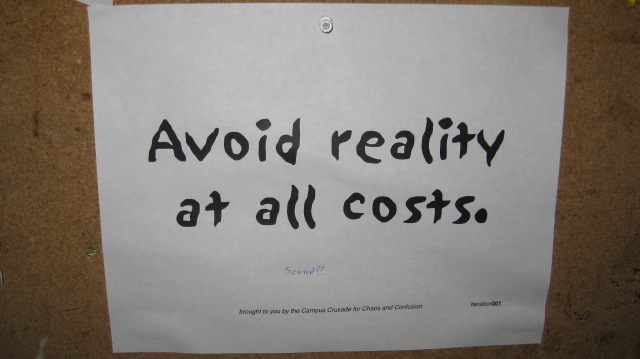 Avoid reality
at all costs.
Scared!?
brought to you by the Campus Crusade for Chaos and Confusion
iteration001